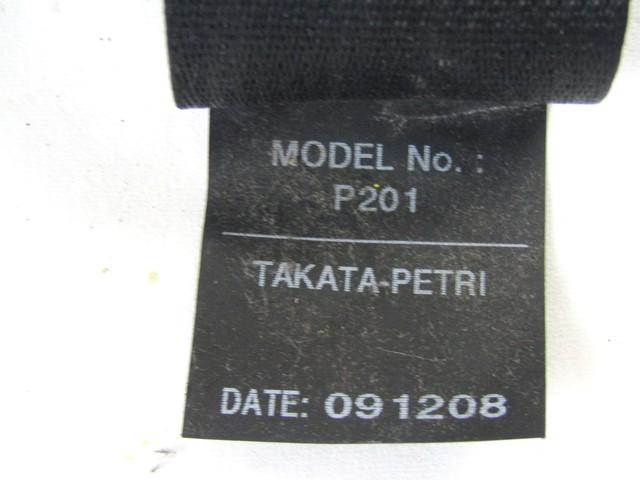 MODEL No. :
P201
TAKATA-PETRI
DATE: 091208